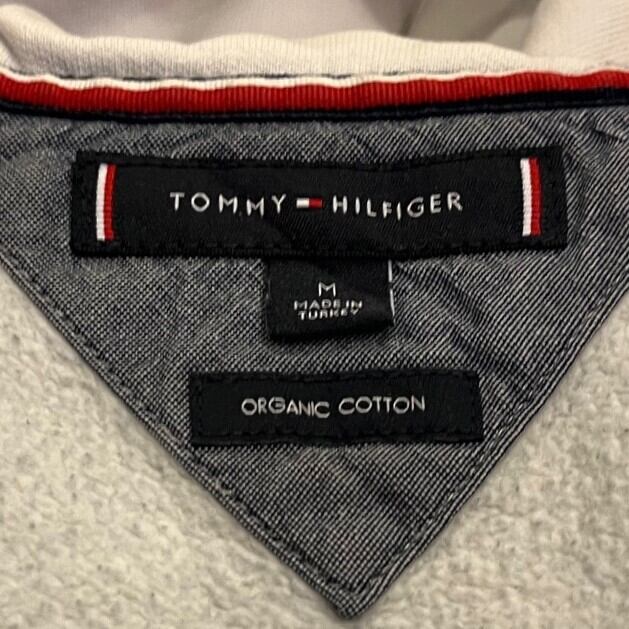 TOMMY HILFIGER
M
MADE IN
TURKEY
ORGANIC COTTON